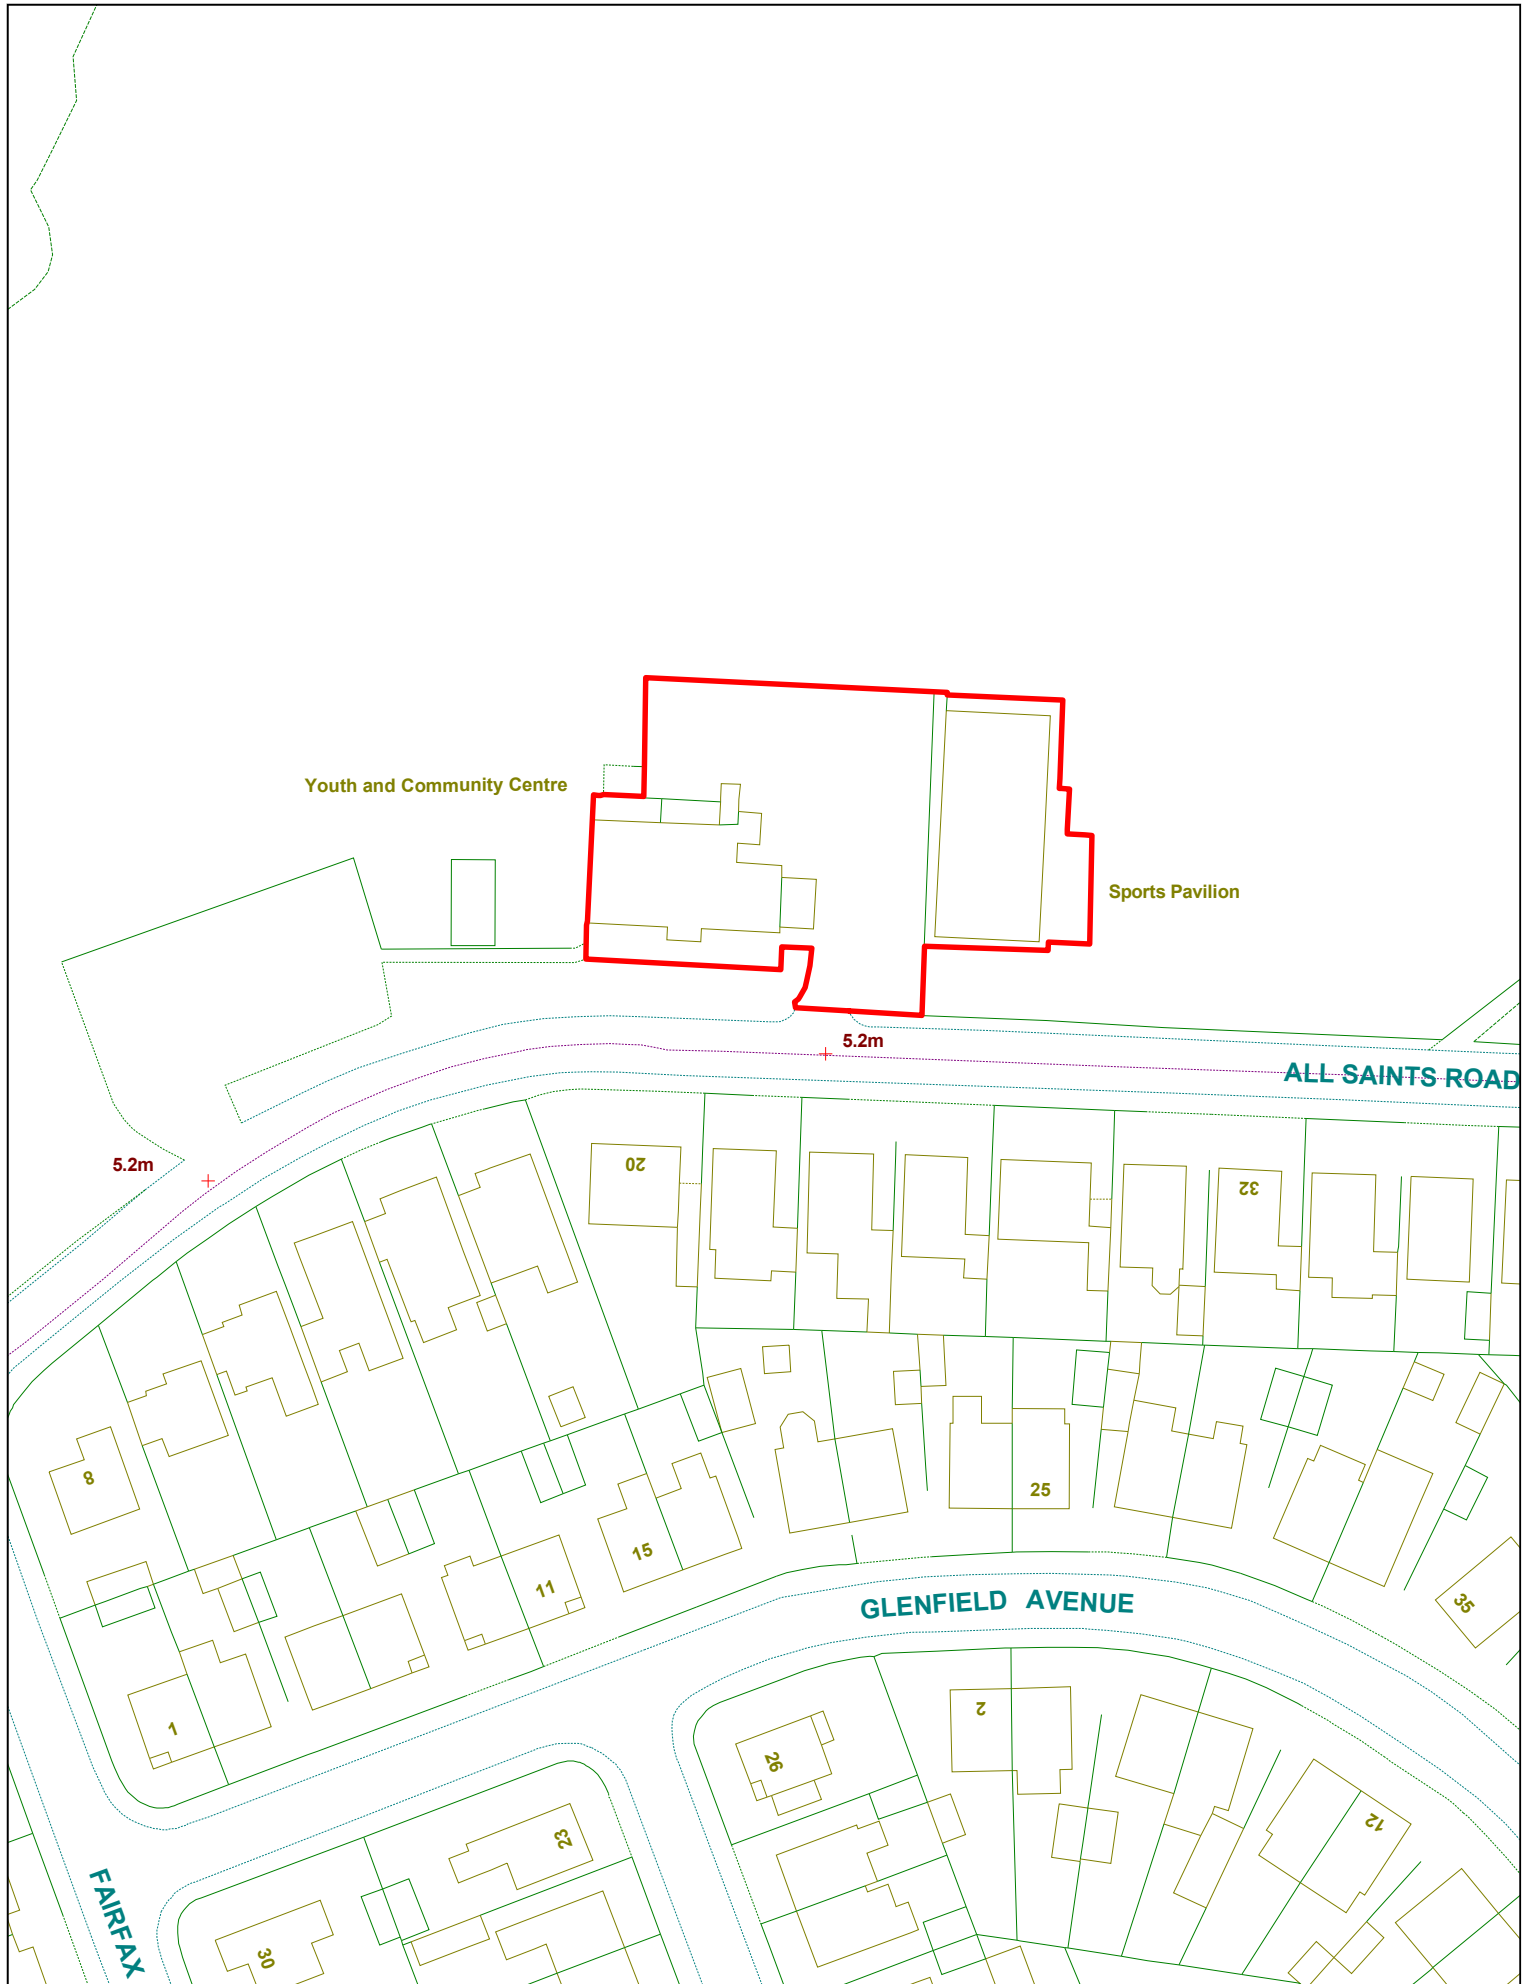 Youth and Community Centre
Sports Pavilion
5.2m
ALL SAINTS ROAD
5.2m
20
32
8
25
15
11
35
GLENFIELD AVENUE
1
2
26
12
23
FAIRFAX
30